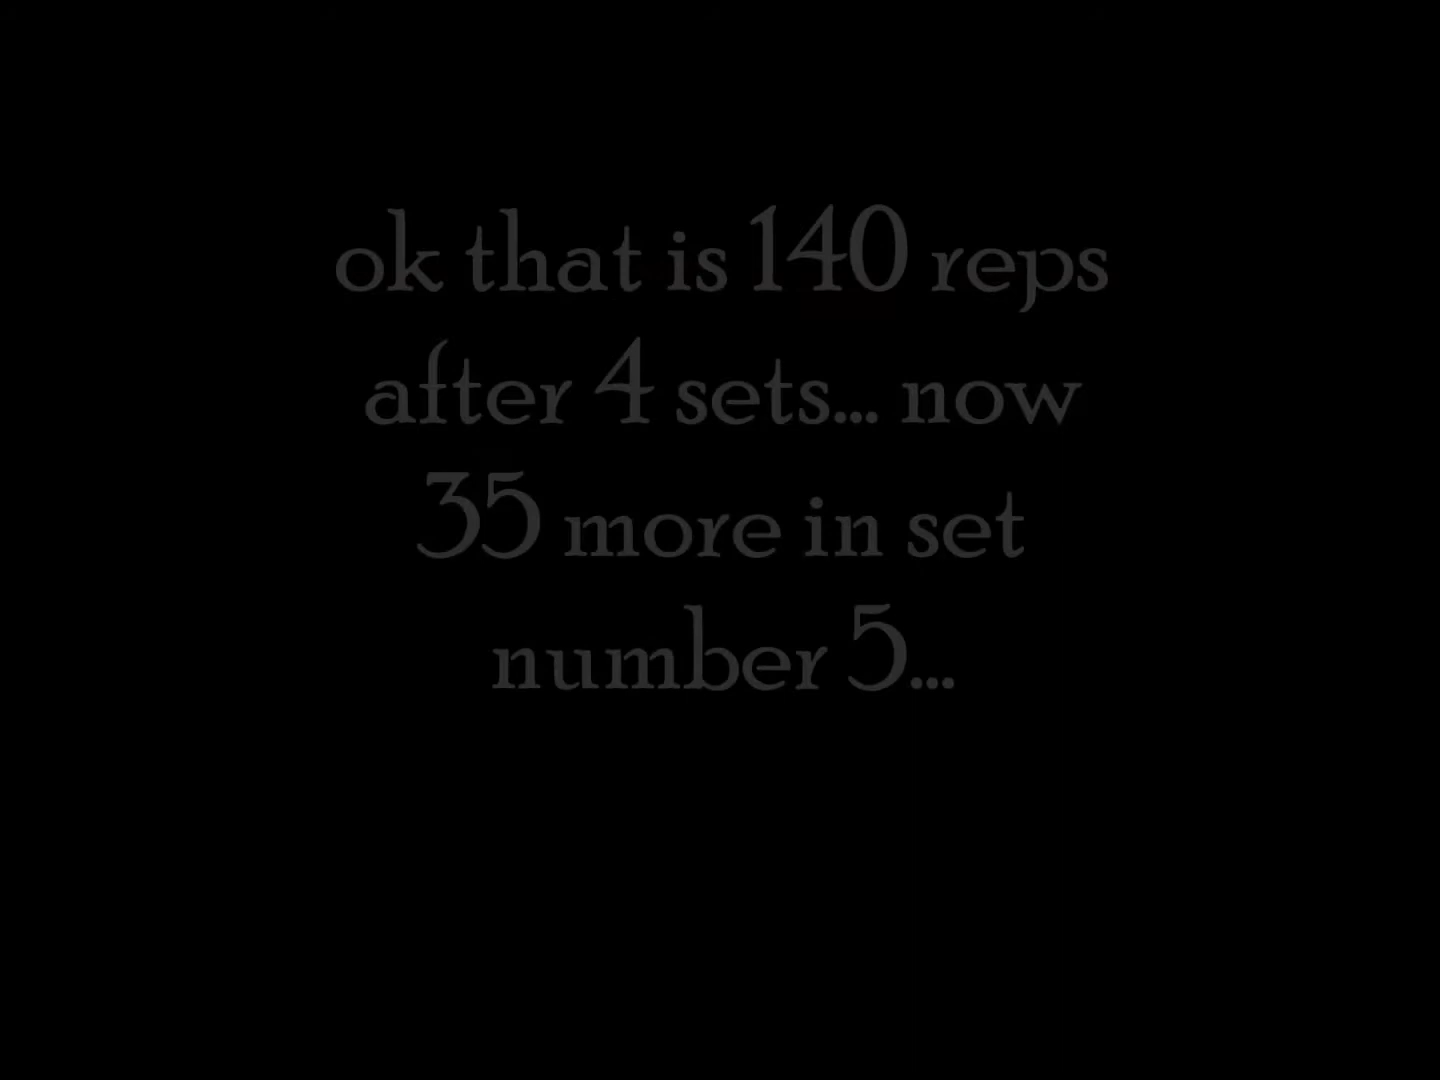 ok that is 140 reps
after 4 sets... now
35 more in set
number 5...